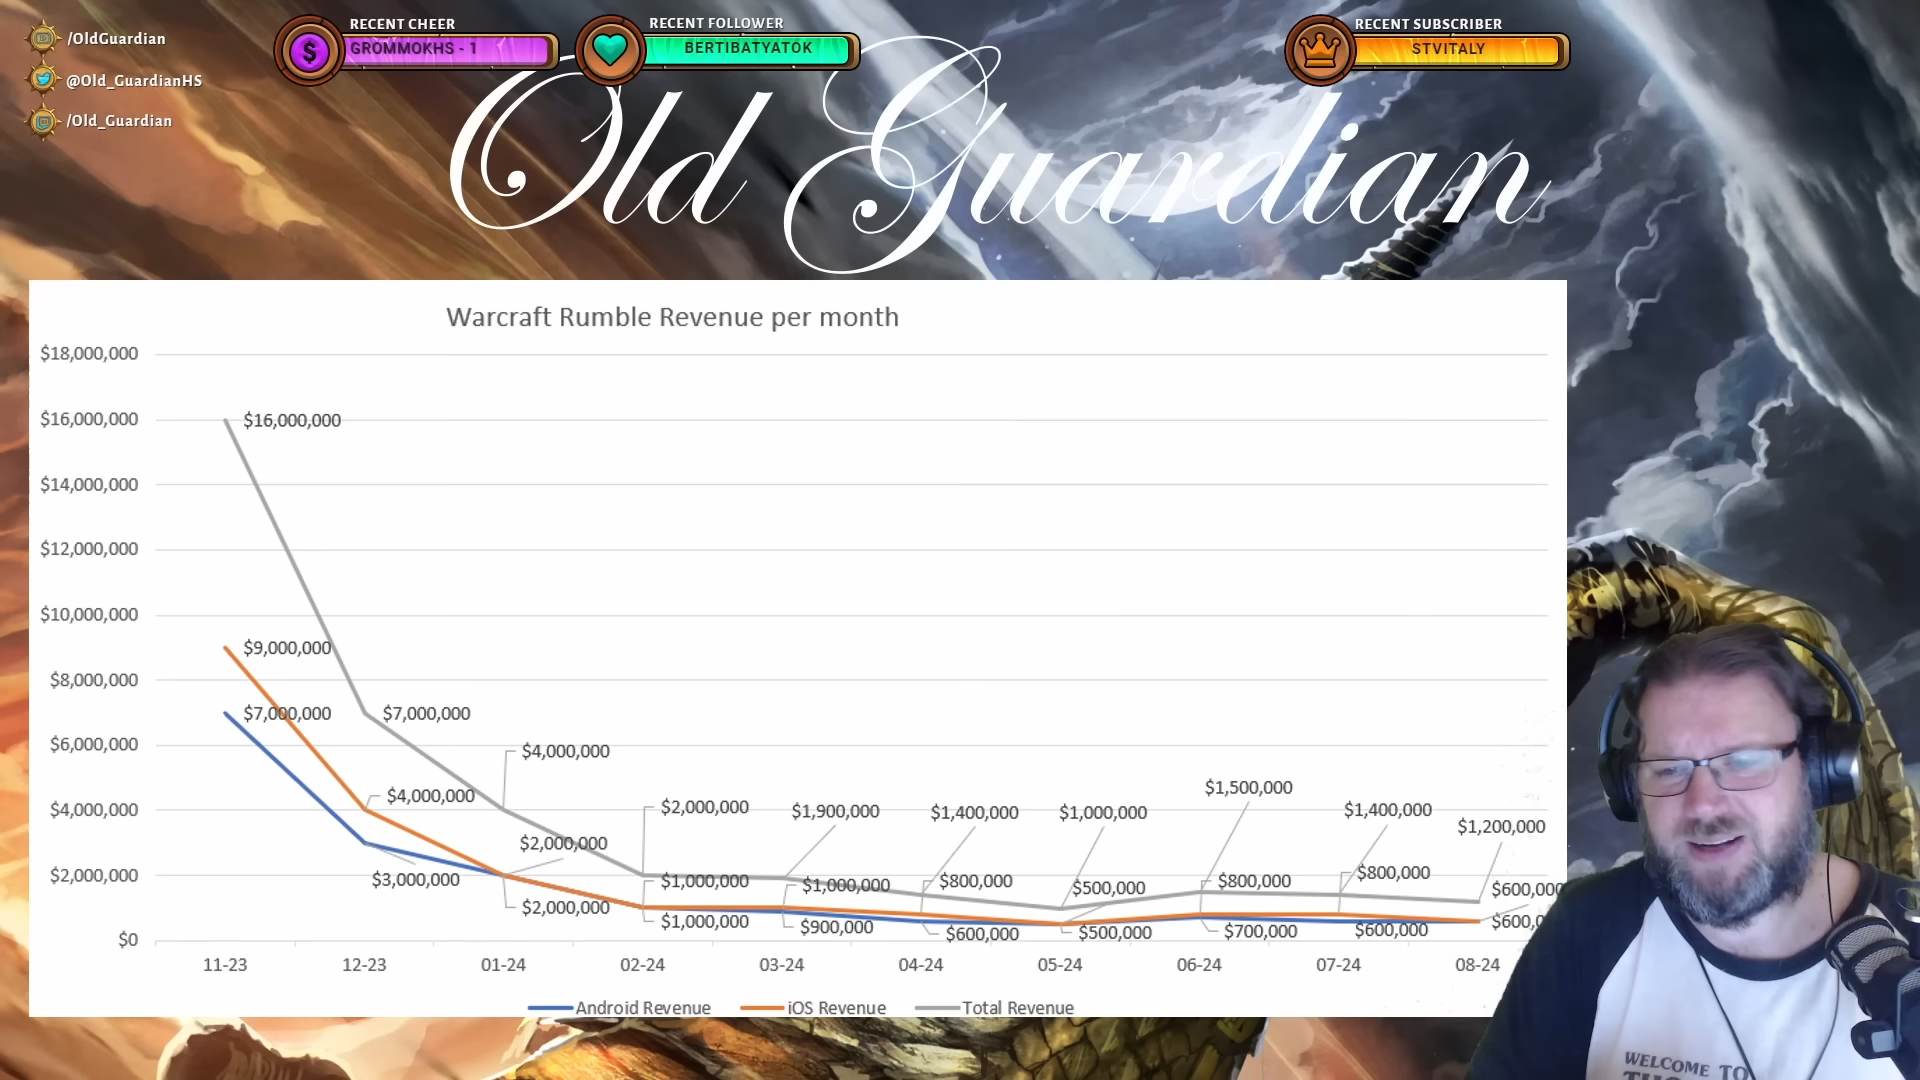 /OldGuardian
@Old_GuardianHS
/Old_Guardian
RECENT CHEER
GROMMOKHS - 1
RECENT FOLLOWER
BERTIBATYATOK
RECENT SUBSCRIBER
STVITALY
Old Guardian
Warcraft Rumble Revenue per month
$18,000,000
$16,000,000
$14,000,000
$12,000,000
$10,000,000
$8,000,000
$6,000,000
$4,000,000
$2,000,000
$0
$16,000,000
$9,000,000
$7,000,000
$7,000,000
$4,000,000
$3,000,000
$4,000,000
$2,000,000
$2,000,000
$2,000,000
$1,000,000
$1,000,000
$1,900,000
$1,000,000
$900,000
$1,400,000
$800,000
$600,000
$1,000,000
$500,000
$500,000
$1,500,000
$800,000
$700,000
$1,400,000
$800,000
$600,000
$1,200,000
$600,000
$600,0
11-23 12-23 01-24 02-24 03-24 04-24 05-24 06-24 07-24 08-24
Android Revenue iOS Revenue Total Revenue
WELCOME TO